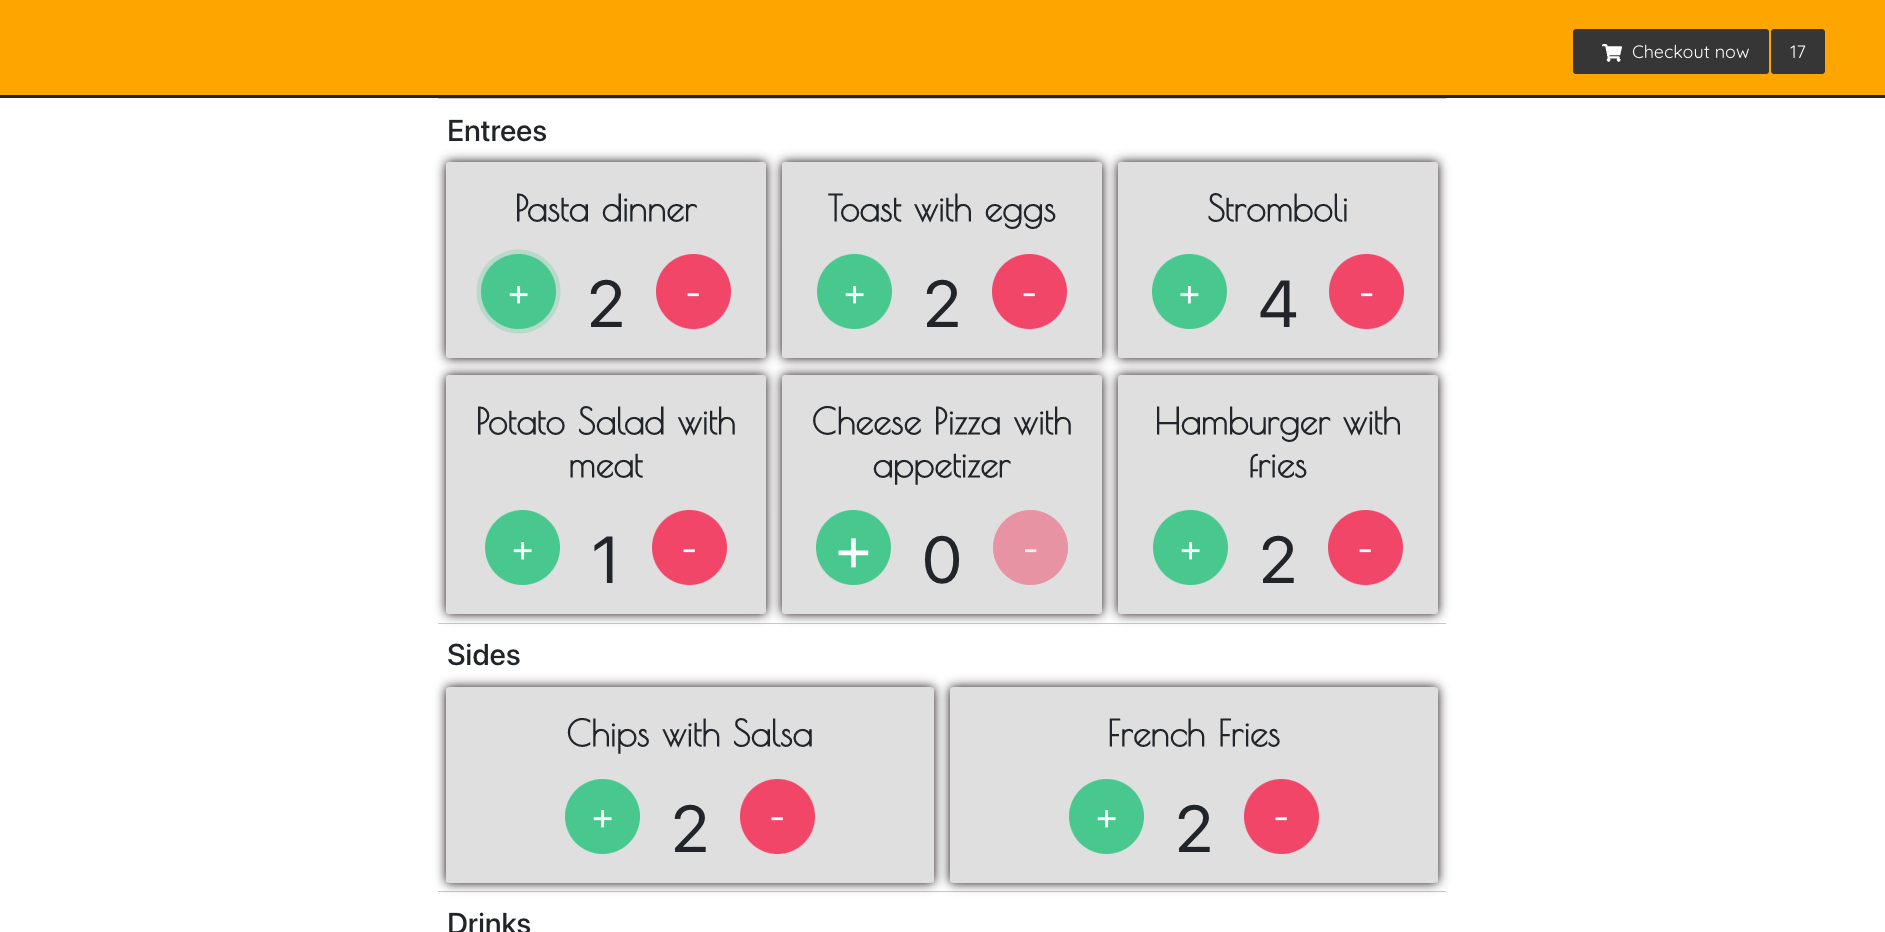 Checkout now 17
Entrees
Pasta dinner
Toast with eggs
Stromboli
+ 2 -
+ 2 -
+ 4 -
Potato Salad with
meat
Cheese Pizza with
appetizer
Hamburger with
fries
+ 1 -
+ 0 -
+ 2 -
Sides
Chips with Salsa
French Fries
+ 2 -
+ 2 -
Drinks